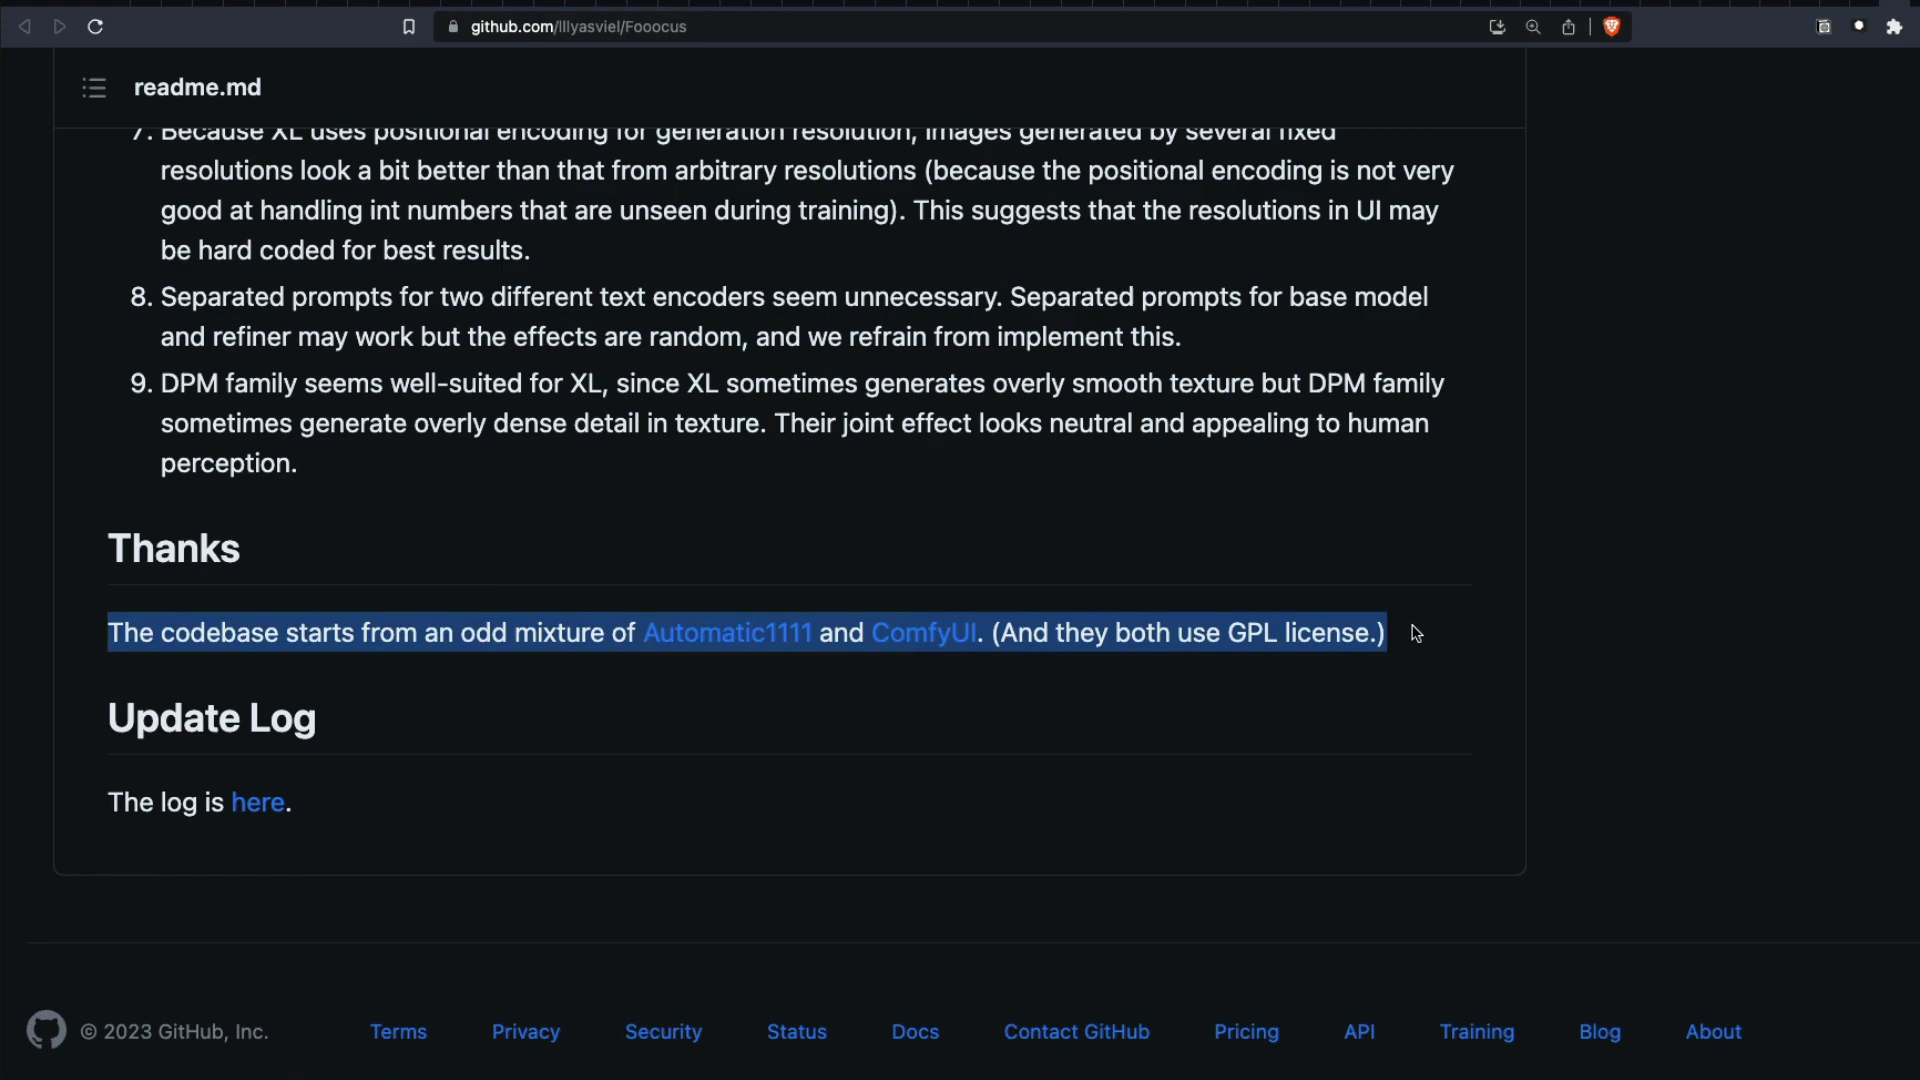 github.com/lllyasviel/Fooocus
readme.md
7. Because XL uses positional encoding for generation resolution, images generated by several fixed
resolutions look a bit better than that from arbitrary resolutions (because the positional encoding is not very
good at handling int numbers that are unseen during training). This suggests that the resolutions in UI may
be hard coded for best results.
8. Separated prompts for two different text encoders seem unnecessary. Separated prompts for base model
and refiner may work but the effects are random, and we refrain from implement this.
9. DPM family seems well-suited for XL, since XL sometimes generates overly smooth texture but DPM family
sometimes generate overly dense detail in texture. Their joint effect looks neutral and appealing to human
perception.
Thanks
The codebase starts from an odd mixture of Automatic1111 and ComfyUI. (And they both use GPL license.)
Update Log
The log is here.
© 2023 GitHub, Inc. Terms Privacy Security Status Docs Contact GitHub Pricing API Training Blog About